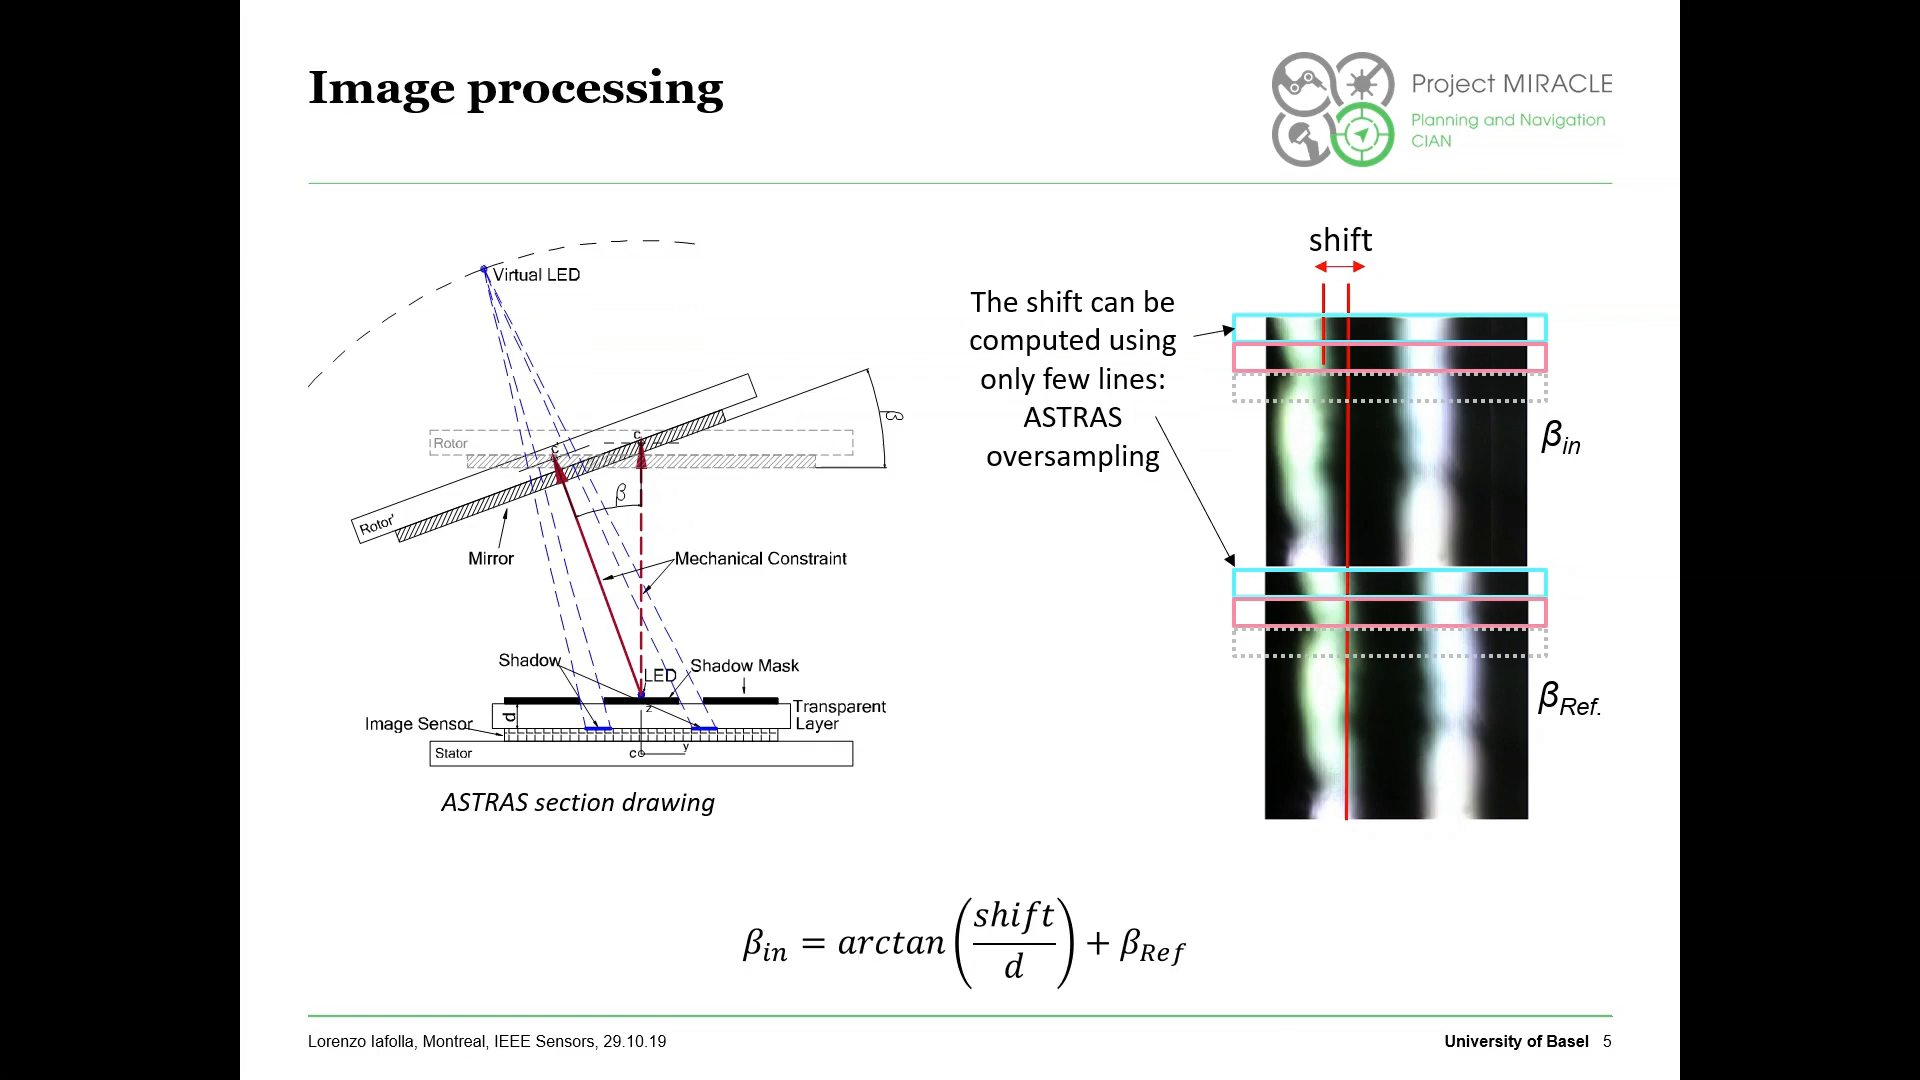 Image processing
Project MIRACLE
Planning and Navigation
CIAN
Virtual LED
Rotor
c
c'
β
β
Rotor'
Mirror
Mechanical Constraint
Shadow
LED
Shadow Mask
z
d
Transparent
Layer
Image Sensor
Stator
c
y
ASTRAS section drawing
The shift can be
computed using
only few lines:
ASTRAS
oversampling
shift
βin
βRef.
βin = arctan(shift/d) + βRef
Lorenzo Iafolla, Montreal, IEEE Sensors, 29.10.19
University of Basel 5